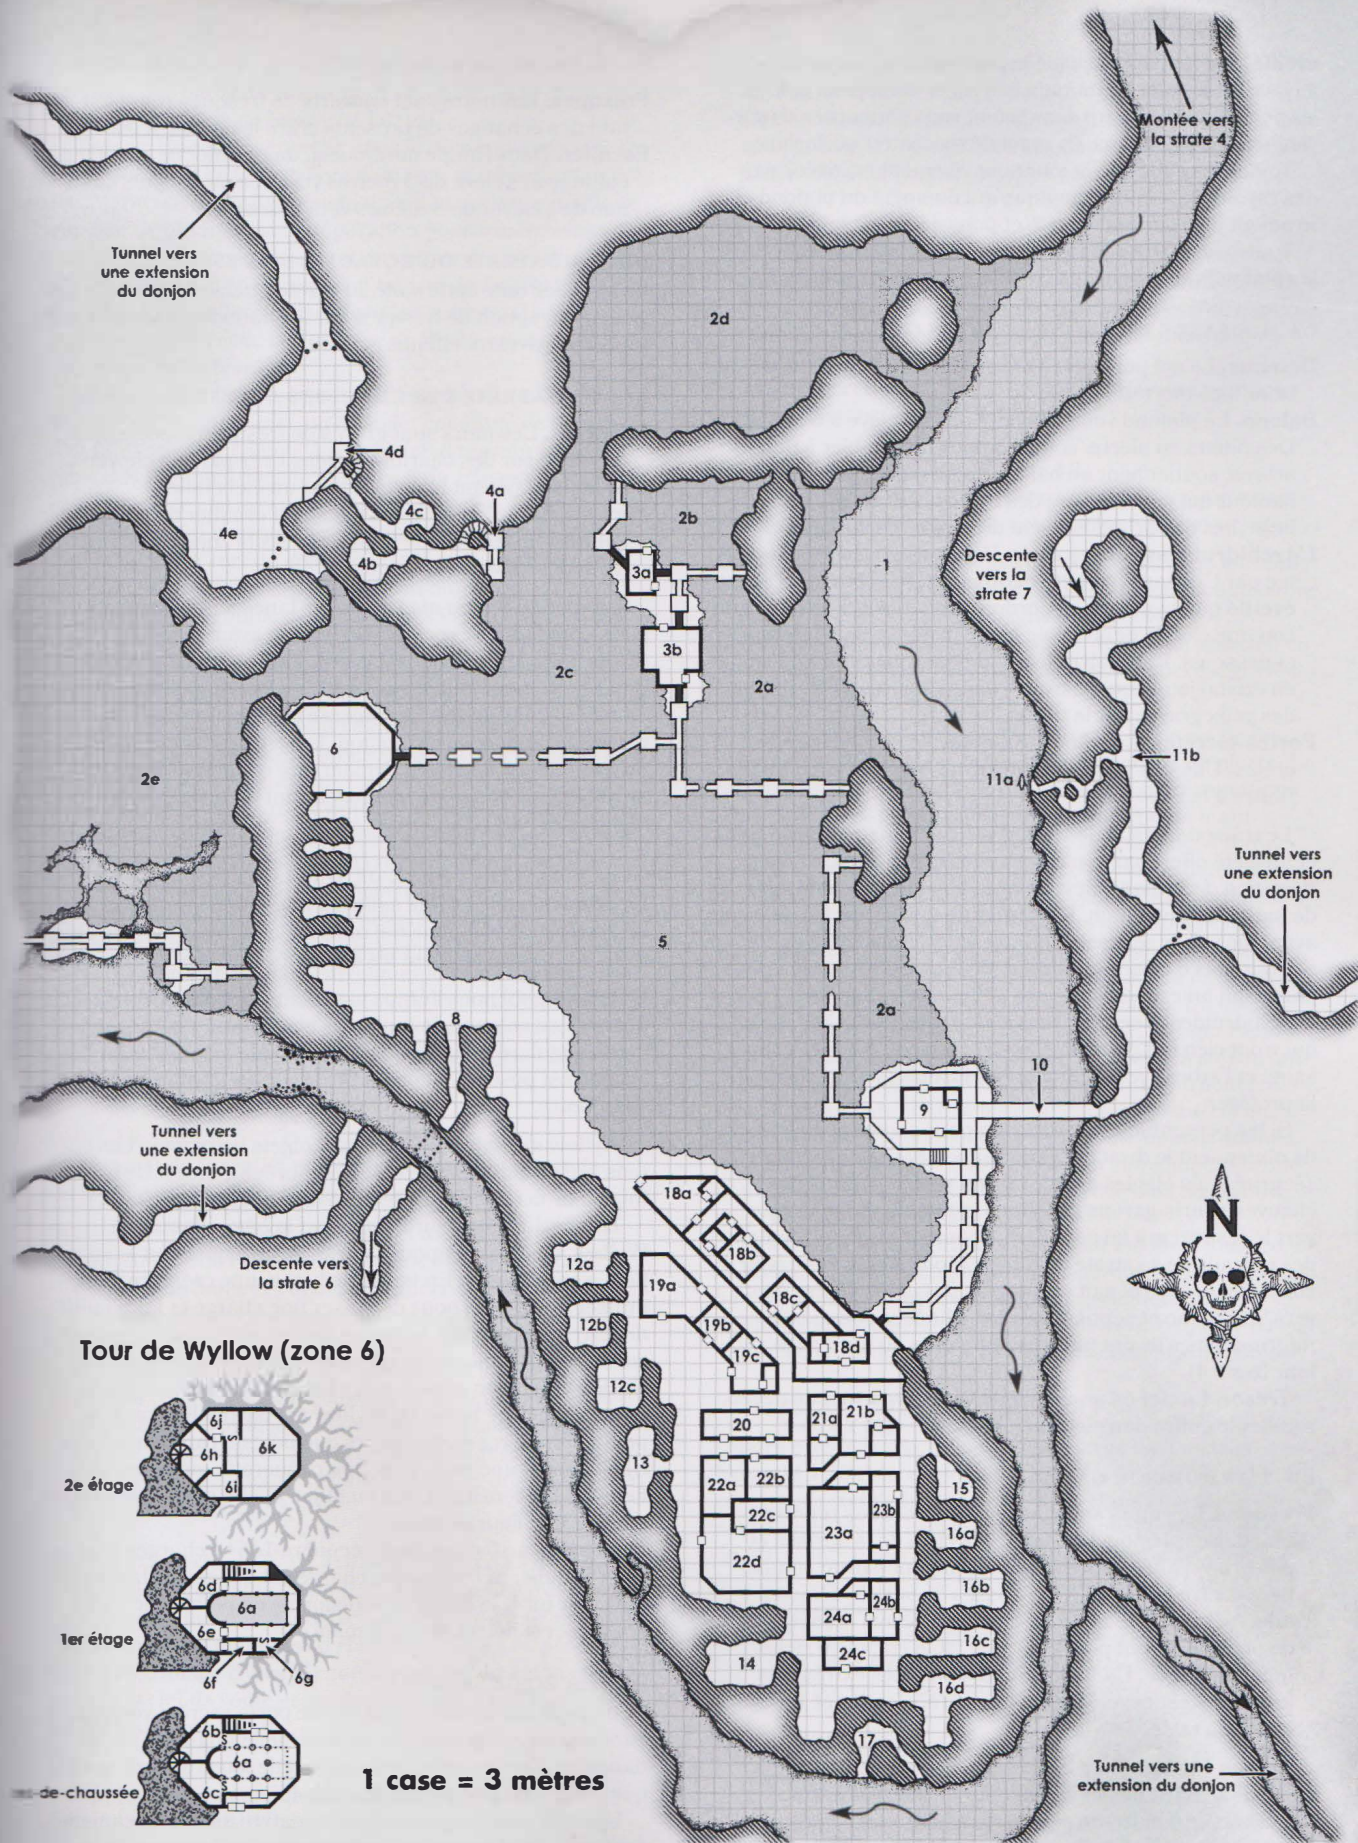 Montée vers
la strate 4
Tunnel vers
une extension
du donjon
2d
4d
4a
4c
4e
4b
2b
3a
1
Descente
vers la
strate 7
3b
2c
2a
6
2e
11a
11b
Tunnel vers
une extension
du donjon
7
5
2a
8
10
9
Tunnel vers
une extension
du donjon
Descente vers
la strate 6
N
18a
18b
12a
19a
18c
12b
19b
18d
19c
12c
Tour de Wyllow (zone 6)
20
21a
21b
13
22a
22b
22c
15
23a
23b
16a
22d
16b
24a
24b
16c
24c
14
16d
17
6j
6h
6k
6i
2e étage
6d
6a
6e
1er étage
6f
6g
6b
6a
6c
-de-chaussée
1 case = 3 mètres
Tunnel vers une
extension du donjon